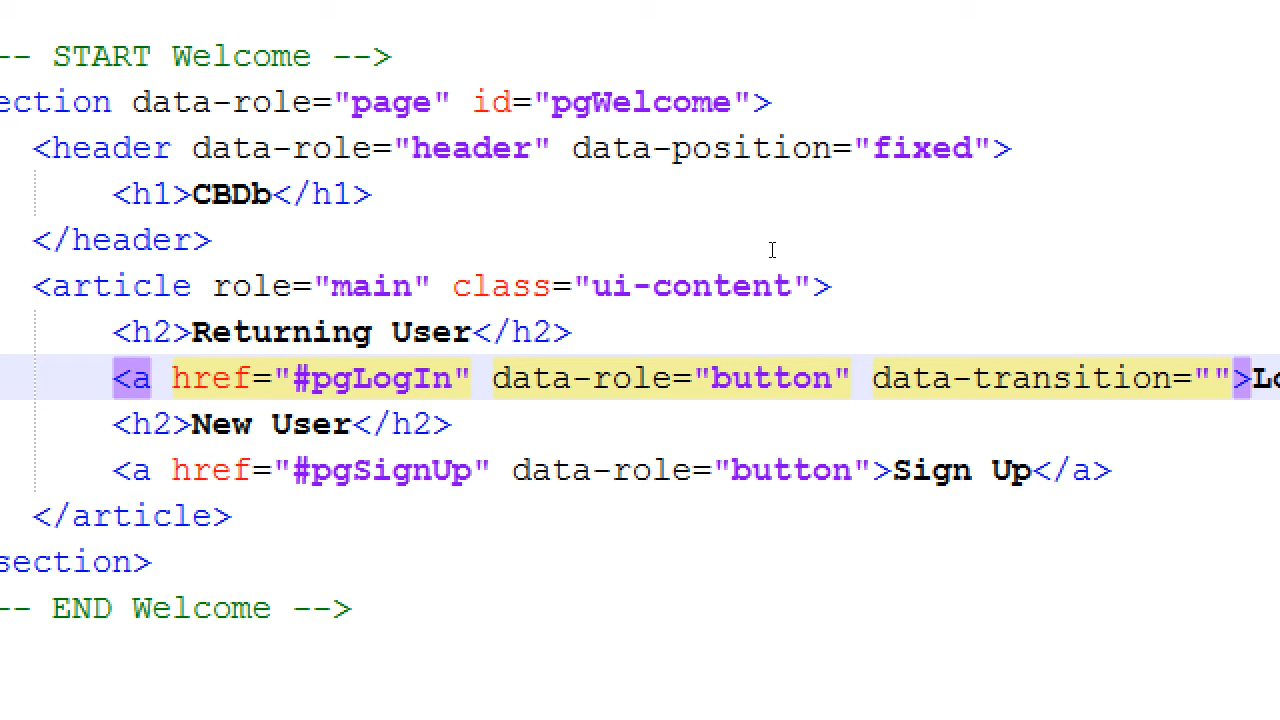 -- START Welcome -->
ection data-role="page" id="pgWelcome">
<header data-role="header" data-position="fixed">
<h1>CBDb</h1>
</header>
<article role="main" class="ui-content">
<h2>Returning User</h2>
<a href="#pgLogIn" data-role="button" data-transition="">Lo
<h2>New User</h2>
<a href="#pgSignUp" data-role="button">Sign Up</a>
</article>
section>
-- END Welcome -->